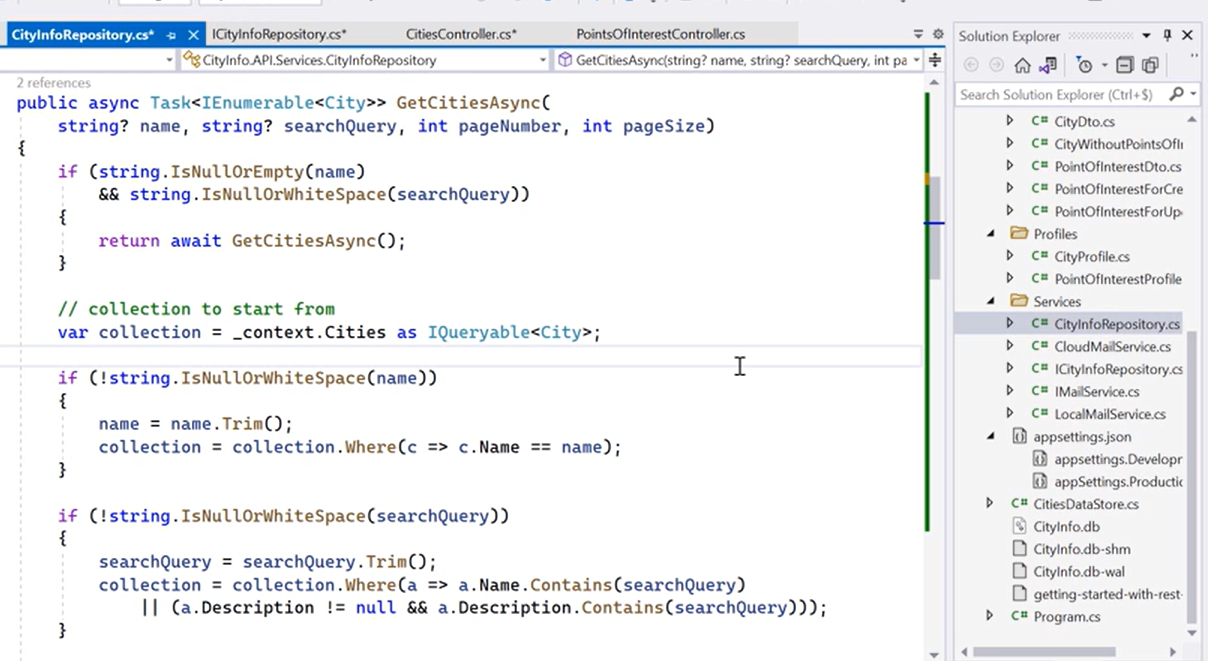 CityInfoRepository.cs* ICityInfoRepository.cs* CitiesController.cs* PointsOfInterestController.cs
CityInfo.API.Services.CityInfoRepository GetCitiesAsync(string? name, string? searchQuery, int pa
2 references
public async Task<IEnumerable<City>> GetCitiesAsync(
string? name, string? searchQuery, int pageNumber, int pageSize)
{
if (string.IsNullOrEmpty(name)
&& string.IsNullOrWhiteSpace(searchQuery))
{
return await GetCitiesAsync();
}
// collection to start from
var collection = _context.Cities as IQueryable<City>;
if (!string.IsNullOrWhiteSpace(name))
{
name = name.Trim();
collection = collection.Where(c => c.Name == name);
}
if (!string.IsNullOrWhiteSpace(searchQuery))
{
searchQuery = searchQuery.Trim();
collection = collection.Where(a => a.Name.Contains(searchQuery)
|| (a.Description != null && a.Description.Contains(searchQuery)));
}
Solution Explorer
Search Solution Explorer (Ctrl+$)
C# CityDto.cs
C# CityWithoutPointsOfI
C# PointOfInterestDto.cs
C# PointOfInterestForCre
C# PointOfInterestForUp
Profiles
C# CityProfile.cs
C# PointOfInterestProfile
Services
C# CityInfoRepository.cs
C# CloudMailService.cs
C# ICityInfoRepository.cs
C# IMailService.cs
C# LocalMailService.cs
appsettings.json
appsettings.Developr
appSettings.Productic
C# CitiesDataStore.cs
CityInfo.db
CityInfo.db-shm
CityInfo.db-wal
getting-started-with-rest-
C# Program.cs